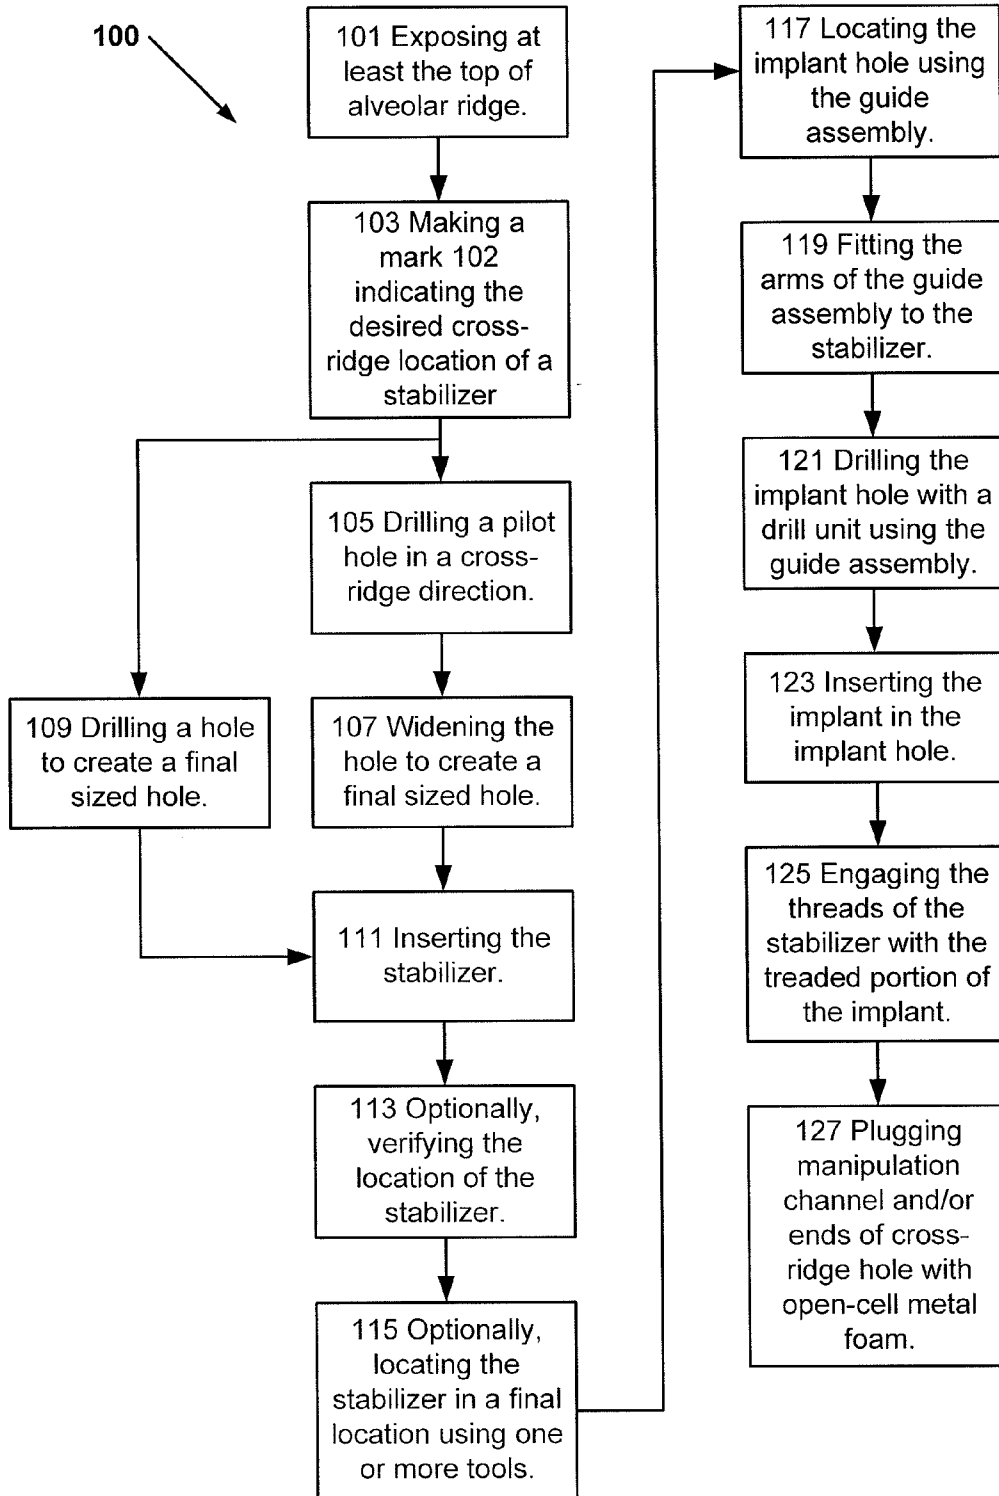 100
101 Exposing at
least the top of
alveolar ridge.
103 Making a
mark 102
indicating the
desired cross-
ridge location of a
stabilizer
105 Drilling a pilot
hole in a cross-
ridge direction.
109 Drilling a hole
to create a final
sized hole.
107 Widening the
hole to create a
final sized hole.
111 Inserting the
stabilizer.
113 Optionally,
verifying the
location of the
stabilizer.
115 Optionally,
locating the
stabilizer in a final
location using one
or more tools.
117 Locating the
implant hole using
the guide
assembly.
119 Fitting the
arms of the guide
assembly to the
stabilizer.
121 Drilling the
implant hole with a
drill unit using the
guide assembly.
123 Inserting the
implant in the
implant hole.
125 Engaging the
threads of the
stabilizer with the
treaded portion of
the implant.
127 Plugging
manipulation
channel and/or
ends of cross-
ridge hole with
open-cell metal
foam.